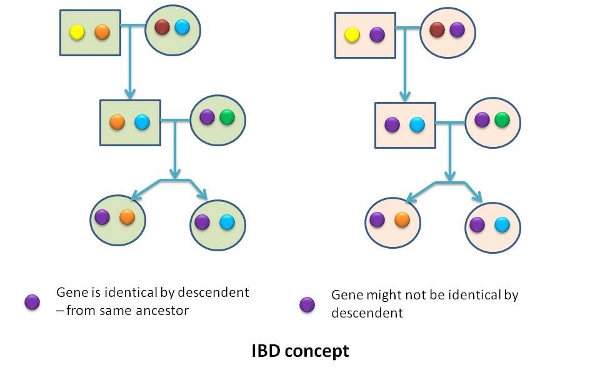 Gene is identical by descendent
– from same ancestor
Gene might not be identical by
descendent
IBD concept